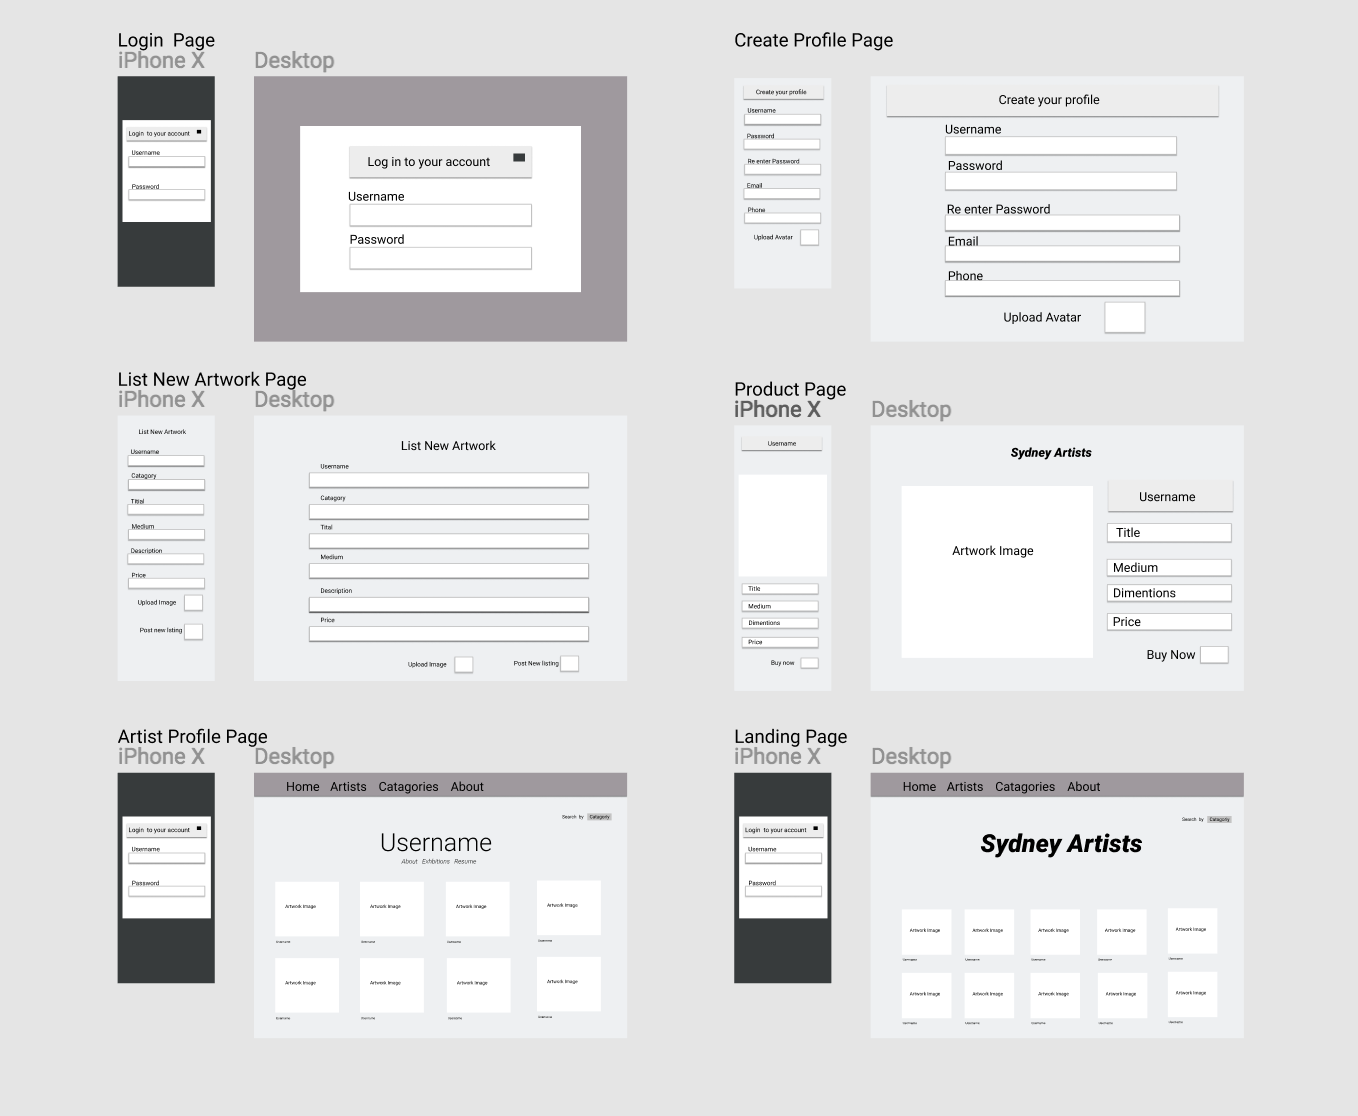 Login  Page
iPhone X
Desktop
Login  to your account
Username
Password
Log in to your account
Username
Password
Create Profile Page
Create your profile
Username
Password
Re enter Password
Email
Phone
Upload Avatar
Create your profile
Username
Password
Re enter Password
Email
Phone
Upload Avatar
List New Artwork Page
iPhone X
Desktop
List New Artwork
Username
Catagory
Titial
Medium
Description
Price
Upload Image
Post new listing
List New Artwork
Username
Catagory
Tital
Medium
Description
Price
Upload Image
Post New listing
Product Page
iPhone X
Desktop
Username
Title
Medium
Dimentions
Price
Buy now
Sydney Artists
Artwork Image
Username
Title
Medium
Dimentions
Price
Buy Now
Artist Profile Page
iPhone X
Desktop
Login  to your account
Username
Password
Home Artists Catagories About
Search by Catagorty
Username
About Exhbitions Resume
Artwork Image Artwork Image Artwork Image Artwork Image
Username Username Username Username
Artwork Image Artwork Image Artwork Image Artwork Image
Username Username Username Username
Landing Page
iPhone X
Desktop
Login  to your account
Username
Password
Home Artists Catagories About
Search by Catagorty
Sydney Artists
Artwork Image Artwork Image Artwork Image Artwork Image Artwork Image
Username Username Username Username Username
Artwork Image Artwork Image Artwork Image Artwork Image Artwork Image
Username Username Username Username Username